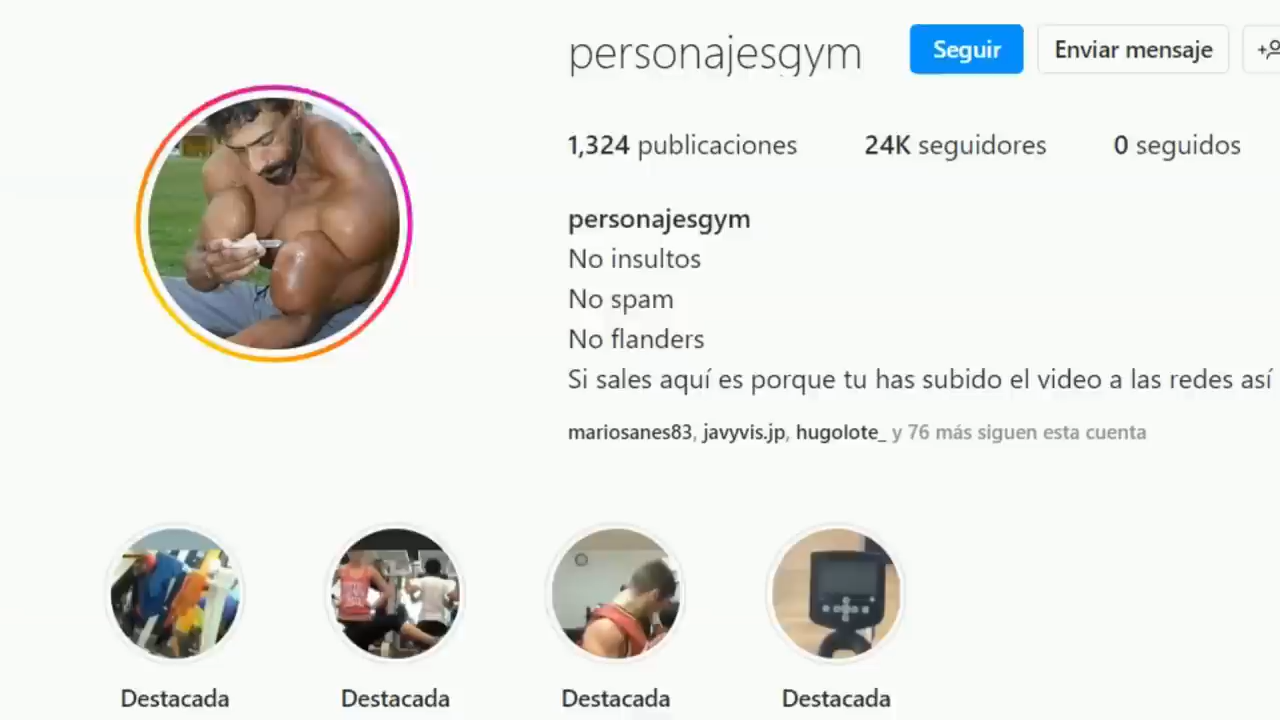 personajesgym
Seguir
Enviar mensaje
1,324 publicaciones
24K seguidores
0 seguidos
personajesgym
No insultos
No spam
No flanders
Si sales aquí es porque tu has subido el video a las redes así
mariosanes83, javyvis.jp, hugolote_ y 76 más siguen esta cuenta
Destacada
Destacada
Destacada
Destacada